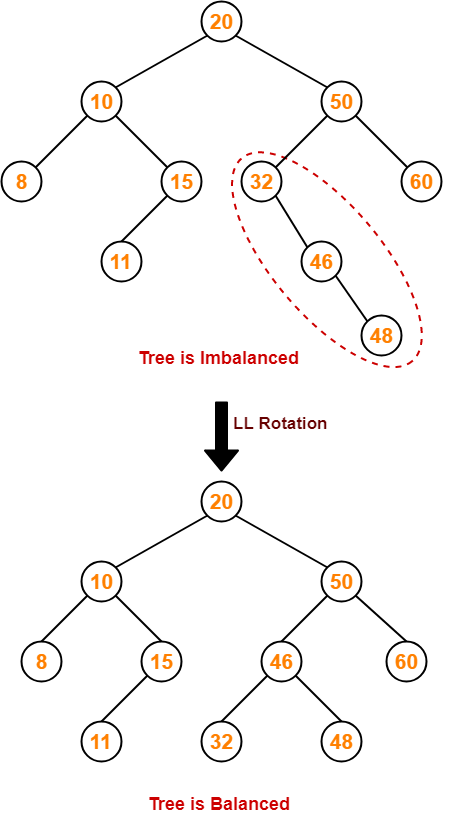 20
10 50
8 15 32 60
11 46
48
Tree is Imbalanced
LL Rotation
20
10 50
8 15 46 60
11 32 48
Tree is Balanced